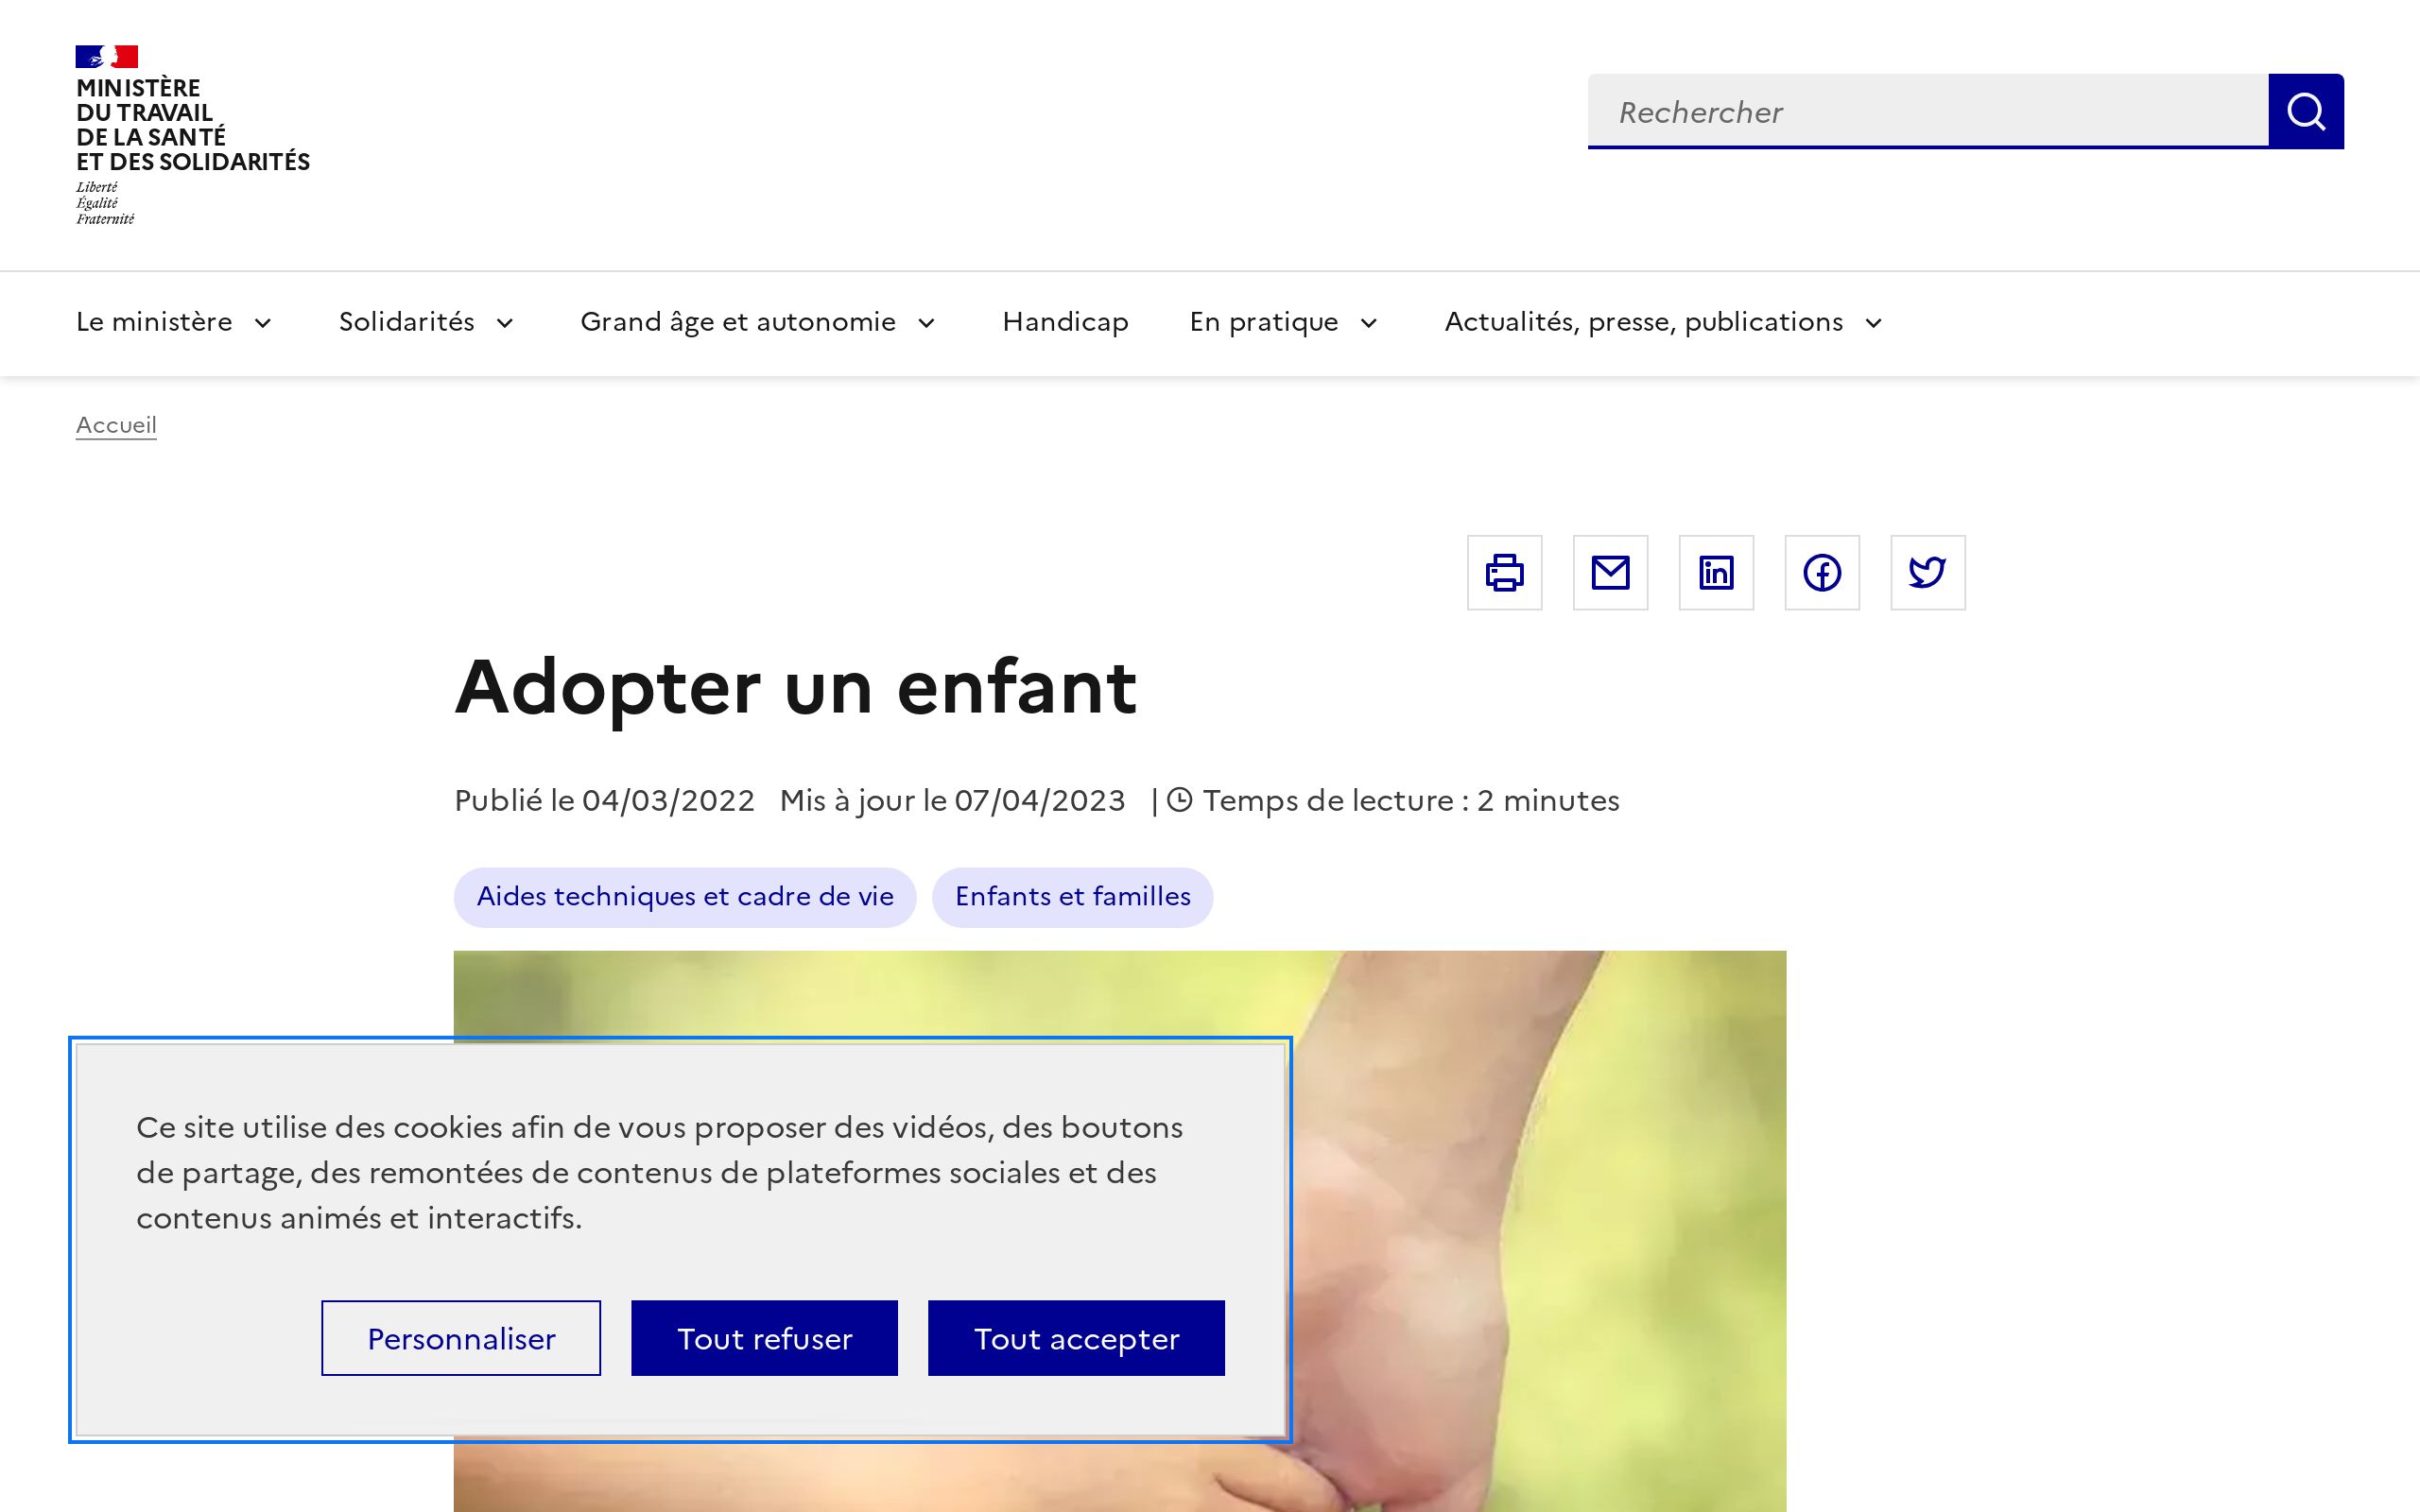 MINISTÈRE
DU TRAVAIL
DE LA SANTÉ
ET DES SOLIDARITÉS
Liberté
Égalité
Fraternité
Rechercher
Le ministère
Solidarités
Grand âge et autonomie
Handicap
En pratique
Actualités, presse, publications
Accueil
Adopter un enfant
Publié le 04/03/2022 Mis à jour le 07/04/2023 | Temps de lecture : 2 minutes
Aides techniques et cadre de vie
Enfants et familles
Ce site utilise des cookies afin de vous proposer des vidéos, des boutons
de partage, des remontées de contenus de plateformes sociales et des
contenus animés et interactifs.
Personnaliser
Tout refuser
Tout accepter